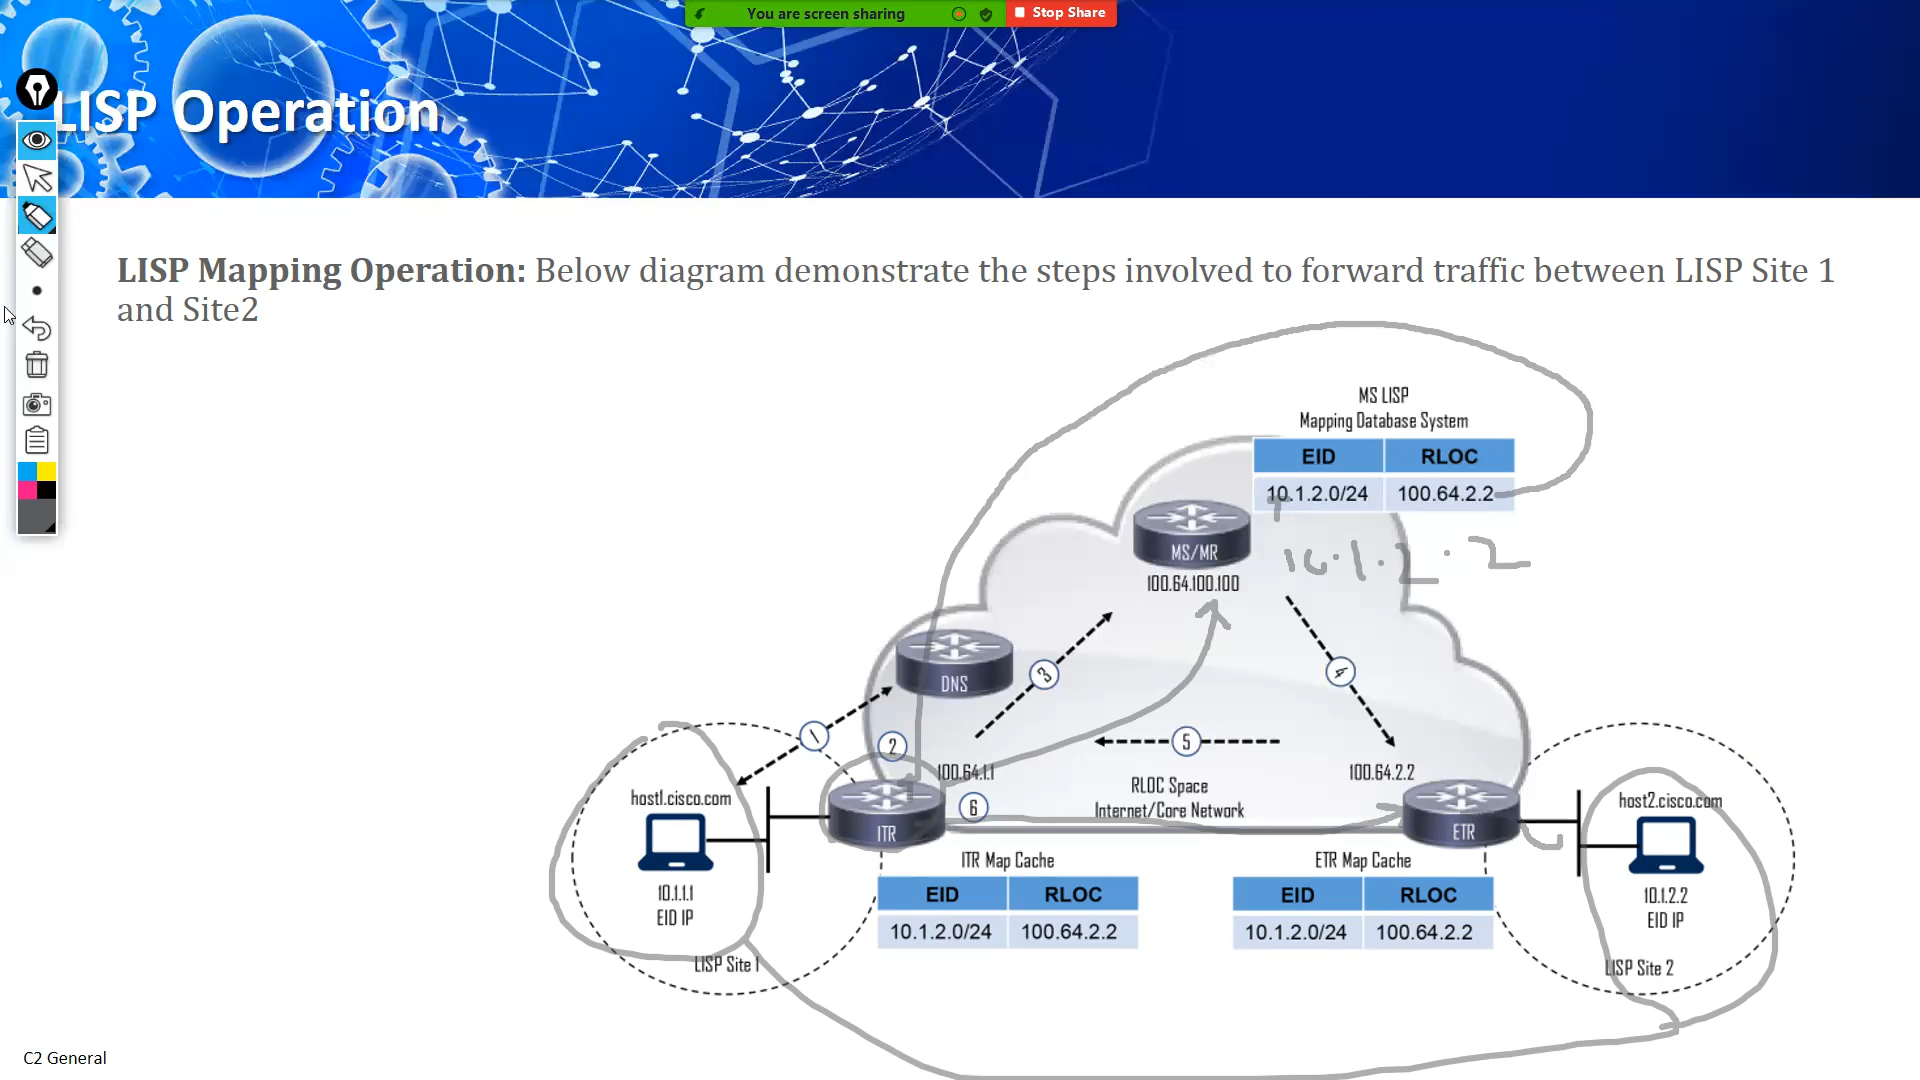 You are screen sharing
Stop Share
LISP Operation
LISP Mapping Operation: Below diagram demonstrate the steps involved to forward traffic between LISP Site 1
and Site2
MS LISP
Mapping Database System
EID RLOC
10.1.2.0/24 100.64.2.2
MS/MR
10.1.2.2
100.64.100.100
DNS
3
4
1
2
5
100.64.1.1
100.64.2.2
RLOC Space
Internet/Core Network
host1.cisco.com
host2.cisco.com
6
ITR
ETR
ITR Map Cache
ETR Map Cache
EID RLOC
EID RLOC
10.1.2.0/24 100.64.2.2
10.1.2.0/24 100.64.2.2
10.1.1.1
EID IP
10.1.2.2
EID IP
LISP Site 1
LISP Site 2
C2 General